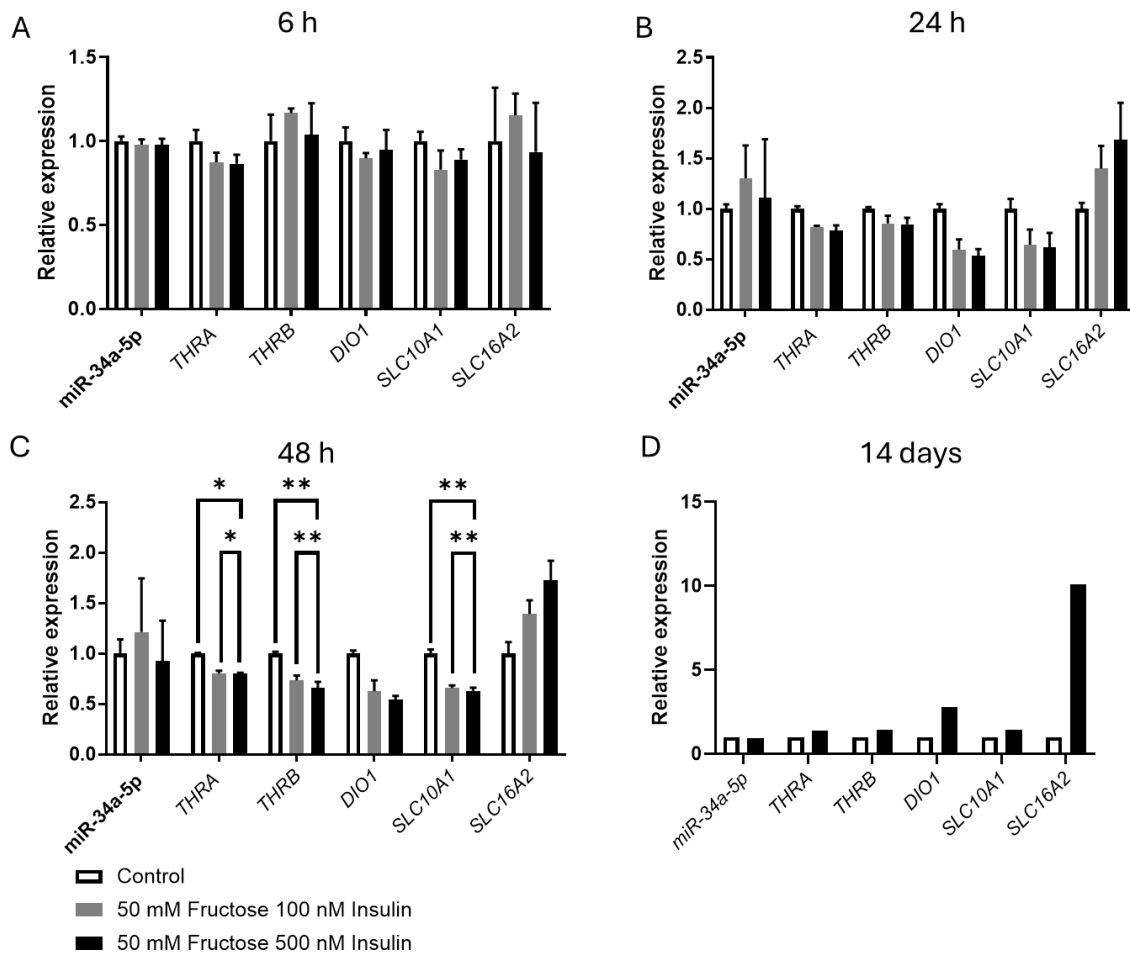 A
6 h
Relative expression
1.5
1.0
0.5
0.0
miR-34a-5p
THRA
THRB
DIO1
SLC10A1
SLC16A2
B
24 h
Relative expression
2.5
2.0
1.5
1.0
0.5
0.0
miR-34a-5p
THRA
THRB
DIO1
SLC10A1
SLC16A2
C
48 h
Relative expression
2.5
2.0
1.5
1.0
0.5
0.0
* ** **
* ** **
miR-34a-5p
THRA
THRB
DIO1
SLC10A1
SLC16A2
D
14 days
Relative expression
15
10
5
0
miR-34a-5p
THRA
THRB
DIO1
SLC10A1
SLC16A2
Control
50 mM Fructose 100 nM Insulin
50 mM Fructose 500 nM Insulin